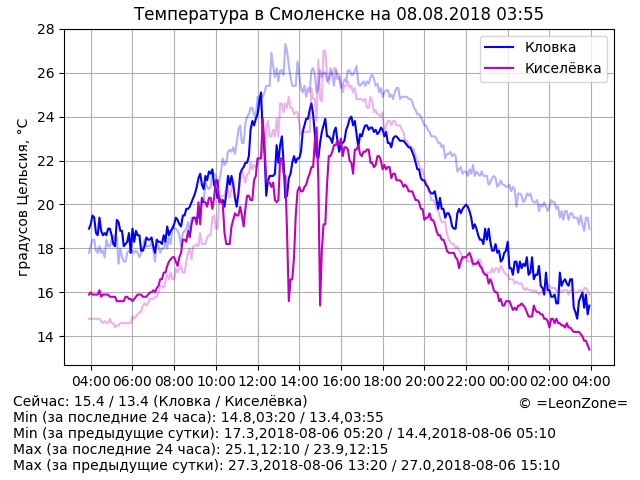 Температура в Смоленске на 08.08.2018 03:55
28
26
24
22
20
18
16
14
градусов Цельсия, °C
Кловка
Киселёвка
04:00 06:00 08:00 10:00 12:00 14:00 16:00 18:00 20:00 22:00 00:00 02:00 04:00
Сейчас: 15.4 / 13.4 (Кловка / Киселёвка)
© =LeonZone=
Min (за последние 24 часа): 14.8,03:20 / 13.4,03:55
Min (за предыдущие сутки): 17.3,2018-08-06 05:20 / 14.4,2018-08-06 05:10
Max (за последние 24 часа): 25.1,12:10 / 23.9,12:15
Max (за предыдущие сутки): 27.3,2018-08-06 13:20 / 27.0,2018-08-06 15:10